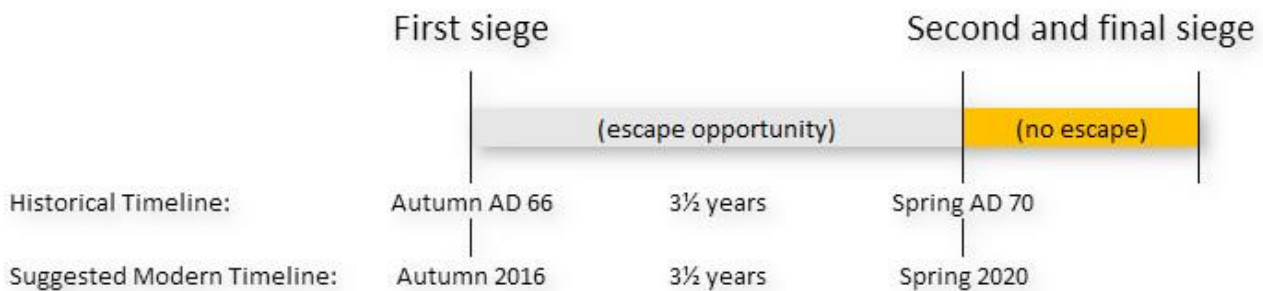 First siege Second and final siege
(escape opportunity) (no escape)
Historical Timeline: Autumn AD 66 3½ years Spring AD 70
Suggested Modern Timeline: Autumn 2016 3½ years Spring 2020